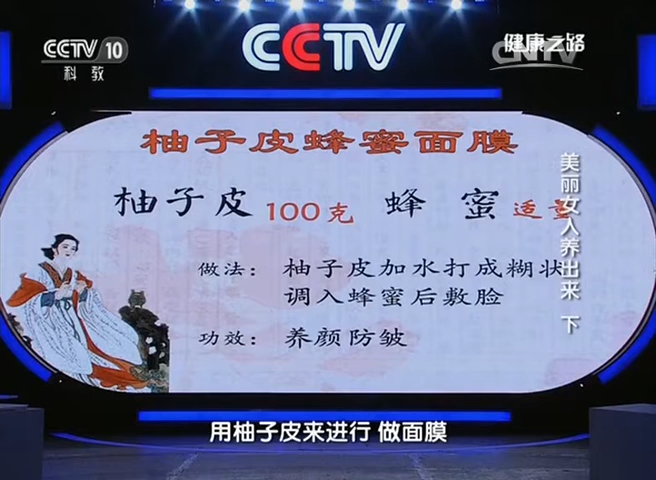 CCTV 10
科教
CCTV
健康之路
CNTV
柚子皮蜂蜜面膜
柚子皮 100克 蜂蜜 适量
做法: 柚子皮加水打成糊状
调入蜂蜜后敷脸
功效: 养颜防皱
美丽女人养出来 下
用柚子皮来进行 做面膜